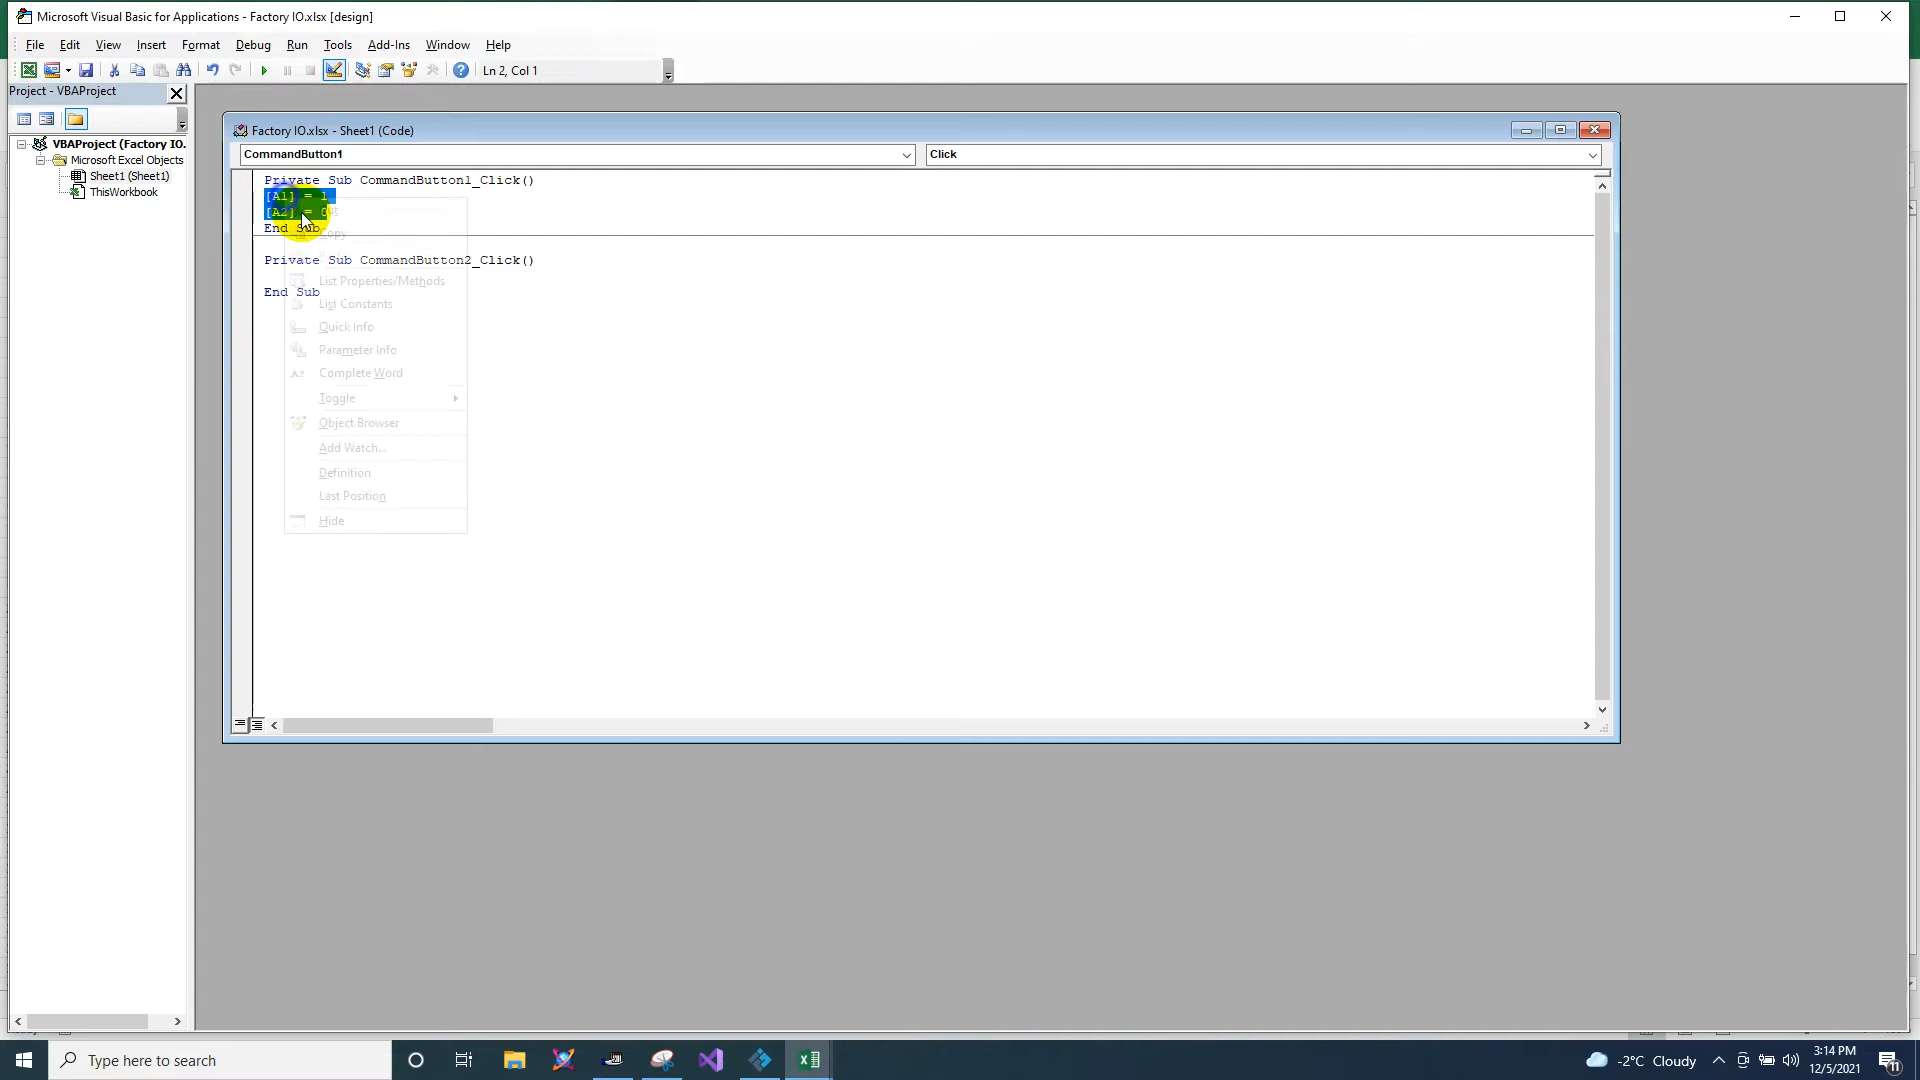 Microsoft Visual Basic for Applications - Factory IO.xlsx [design]
File Edit View Insert Format Debug Run Tools Add-Ins Window Help
Ln 2, Col 1
Project - VBAProject
VBAProject (Factory IO.
Microsoft Excel Objects
Sheet1 (Sheet1)
ThisWorkbook
Factory IO.xlsx - Sheet1 (Code)
CommandButton1
Click
Private Sub CommandButton1_Click()
[A1] = 1
[A2] = 0
End Sub
Private Sub CommandButton2_Click()
End Sub
Copy
List Properties/Methods
List Constants
Quick Info
Parameter Info
Complete Word
Toggle
Object Browser
Add Watch...
Definition
Last Position
Hide
Type here to search
-2°C Cloudy
3:14 PM
12/5/2021
11